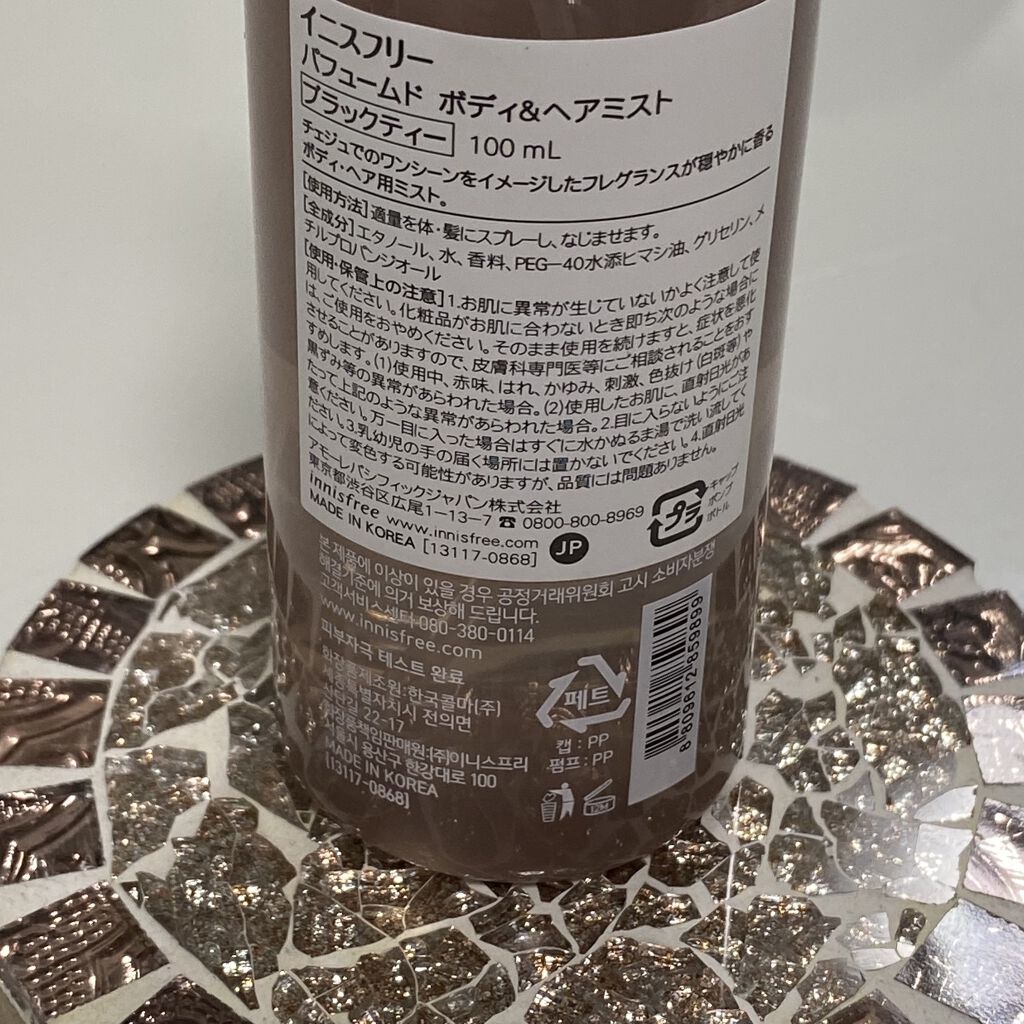 イニスフリー
パフュームド ボディ&ヘアミスト
ブラックティー 100 mL
チェジュでのワンシーンをイメージしたフレグランスが穏やかに香る
ボディ・ヘア用ミスト。
[使用方法]適量を体・髪にスプレーし、なじませます。
[全成分]エタノール、水、香料、PEG-40水添ヒマシ油、グリセリン、メ
チルプロパンジオール
[使用・保管上の注意]1.お肌に異常が生じていないかよく注意して使
用してください。化粧品がお肌に合わないとき即ち次のような場合に
は、ご使用をおやめください。そのまま使用を続けますと、症状を悪化
させることがありますので、皮膚科専門医等にご相談されることをおす
すめします。(1)使用中、赤味、はれ、かゆみ、刺激、色抜け(白斑等)や
黒ずみ等の異常があらわれた場合。(2)使用したお肌に、直射日光があ
たって上記のような異常があらわれた場合。2.目に入らないようにご注
意ください。万一目に入った場合はすぐに水かぬるま湯で洗い流してく
ださい。3.乳幼児の手の届く場所には置かないでください。4.直射日光
によって変色する可能性がありますが、品質には問題ありません。
アモーレパシフィックジャパン株式会社
東京都渋谷区広尾1-13-7 ☎ 0800-800-8969
innisfree www.innisfree.com
MADE IN KOREA [13117-0868] JP
プラ
キャップ
ポンプ
ボトル
본 제품에 이상이 있을 경우 공정거래위원회 고시 소비자분쟁
해결기준에 의거 보상해 드립니다.
고객서비스센터 080-380-0114
www.innisfree.com
피부자극 테스트 완료
화장품제조원:한국콜마(주)
세종특별자치시 전의면
산단길 22-17
화장품책임판매원:(주)이니스프리
서울시 용산구 한강대로 100
MADE IN KOREA
[13117-0868]
페트
캡 : PP
펌프 : PP
12M
8 809612 859899